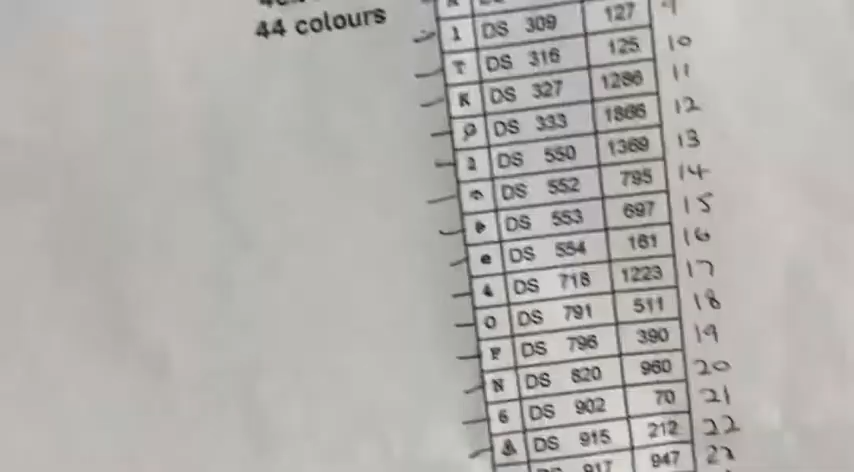 44 colours
1 DS 309 127 9
T DS 316 125 10
K DS 327 1286 11
DS 333 1866 12
2 DS 550 1369 13
DS 552 795 14
DS 553 697 15
e DS 554 161 16
4 DS 718 1223 17
O DS 791 511 18
P DS 796 390 19
N DS 820 960 20
6 DS 902 70 21
DS 915 212 22
917 947